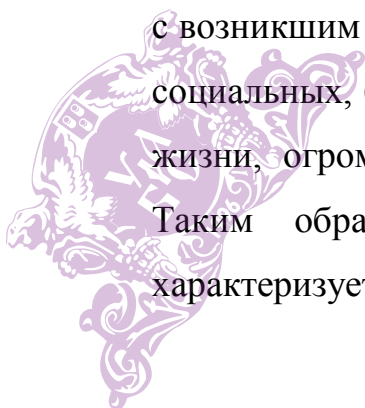 с возникшим
социальных,
жизни, огром
Таким обра
характеризует